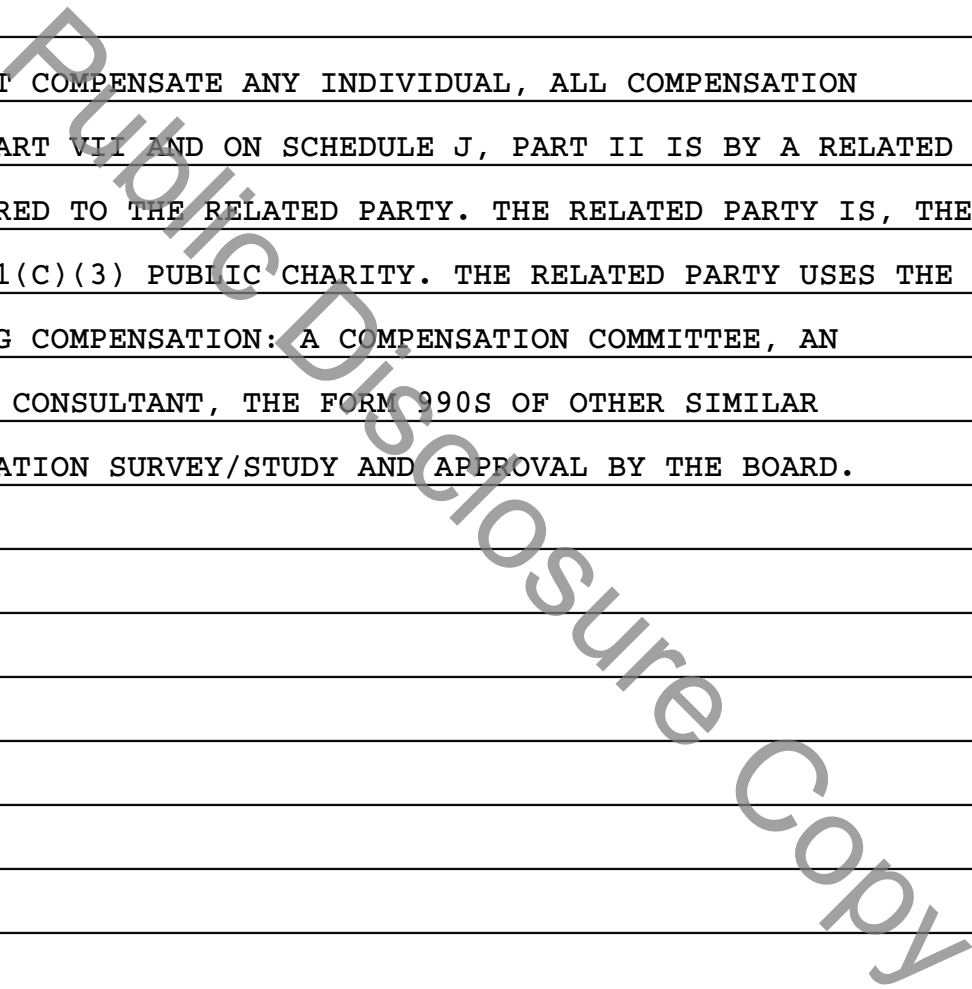 T COMPENSATE ANY INDIVIDUAL, ALL COMPENSATION
ART VII AND ON SCHEDULE J, PART II IS BY A RELATED
RED TO THE RELATED PARTY. THE RELATED PARTY IS, THE
1(C)(3) PUBLIC CHARITY. THE RELATED PARTY USES THE
G COMPENSATION: A COMPENSATION COMMITTEE, AN
CONSULTANT, THE FORM 990S OF OTHER SIMILAR
ATION SURVEY/STUDY AND APPROVAL BY THE BOARD.
Public Disclosure Copy